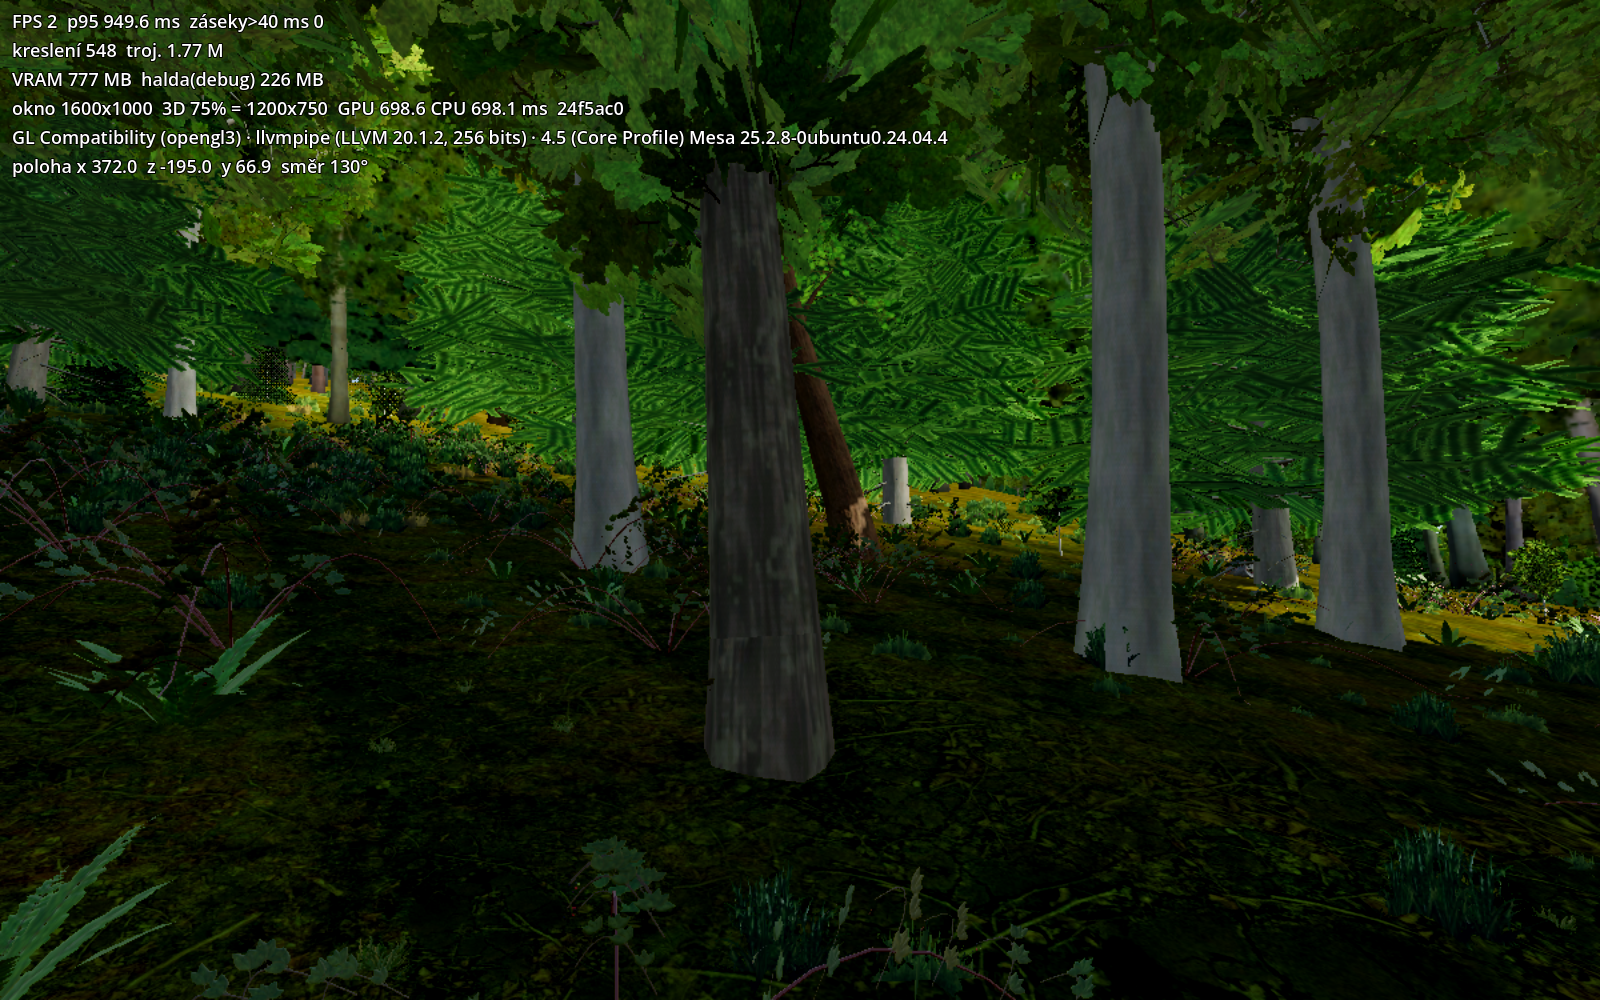 FPS 2  p95 949.6 ms  záseky>40 ms 0
kreslení 548  troj. 1.77 M
VRAM 777 MB  halda(debug) 226 MB
okno 1600x1000  3D 75% = 1200x750  GPU 698.6 CPU 698.1 ms  24f5ac0
GL Compatibility (opengl3) · llvmpipe (LLVM 20.1.2, 256 bits) · 4.5 (Core Profile) Mesa 25.2.8-0ubuntu0.24.04.4
poloha x 372.0  z -195.0  y 66.9  směr 130°